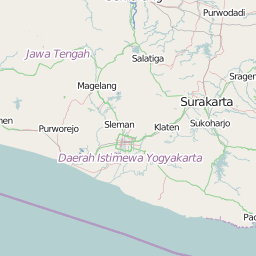 Purwodadi
Jawa Tengah
Salatiga
Sragen
Magelang
Surakarta
Sleman
Klaten
Sukoharjo
Purworejo
Daerah Istimewa Yogyakarta